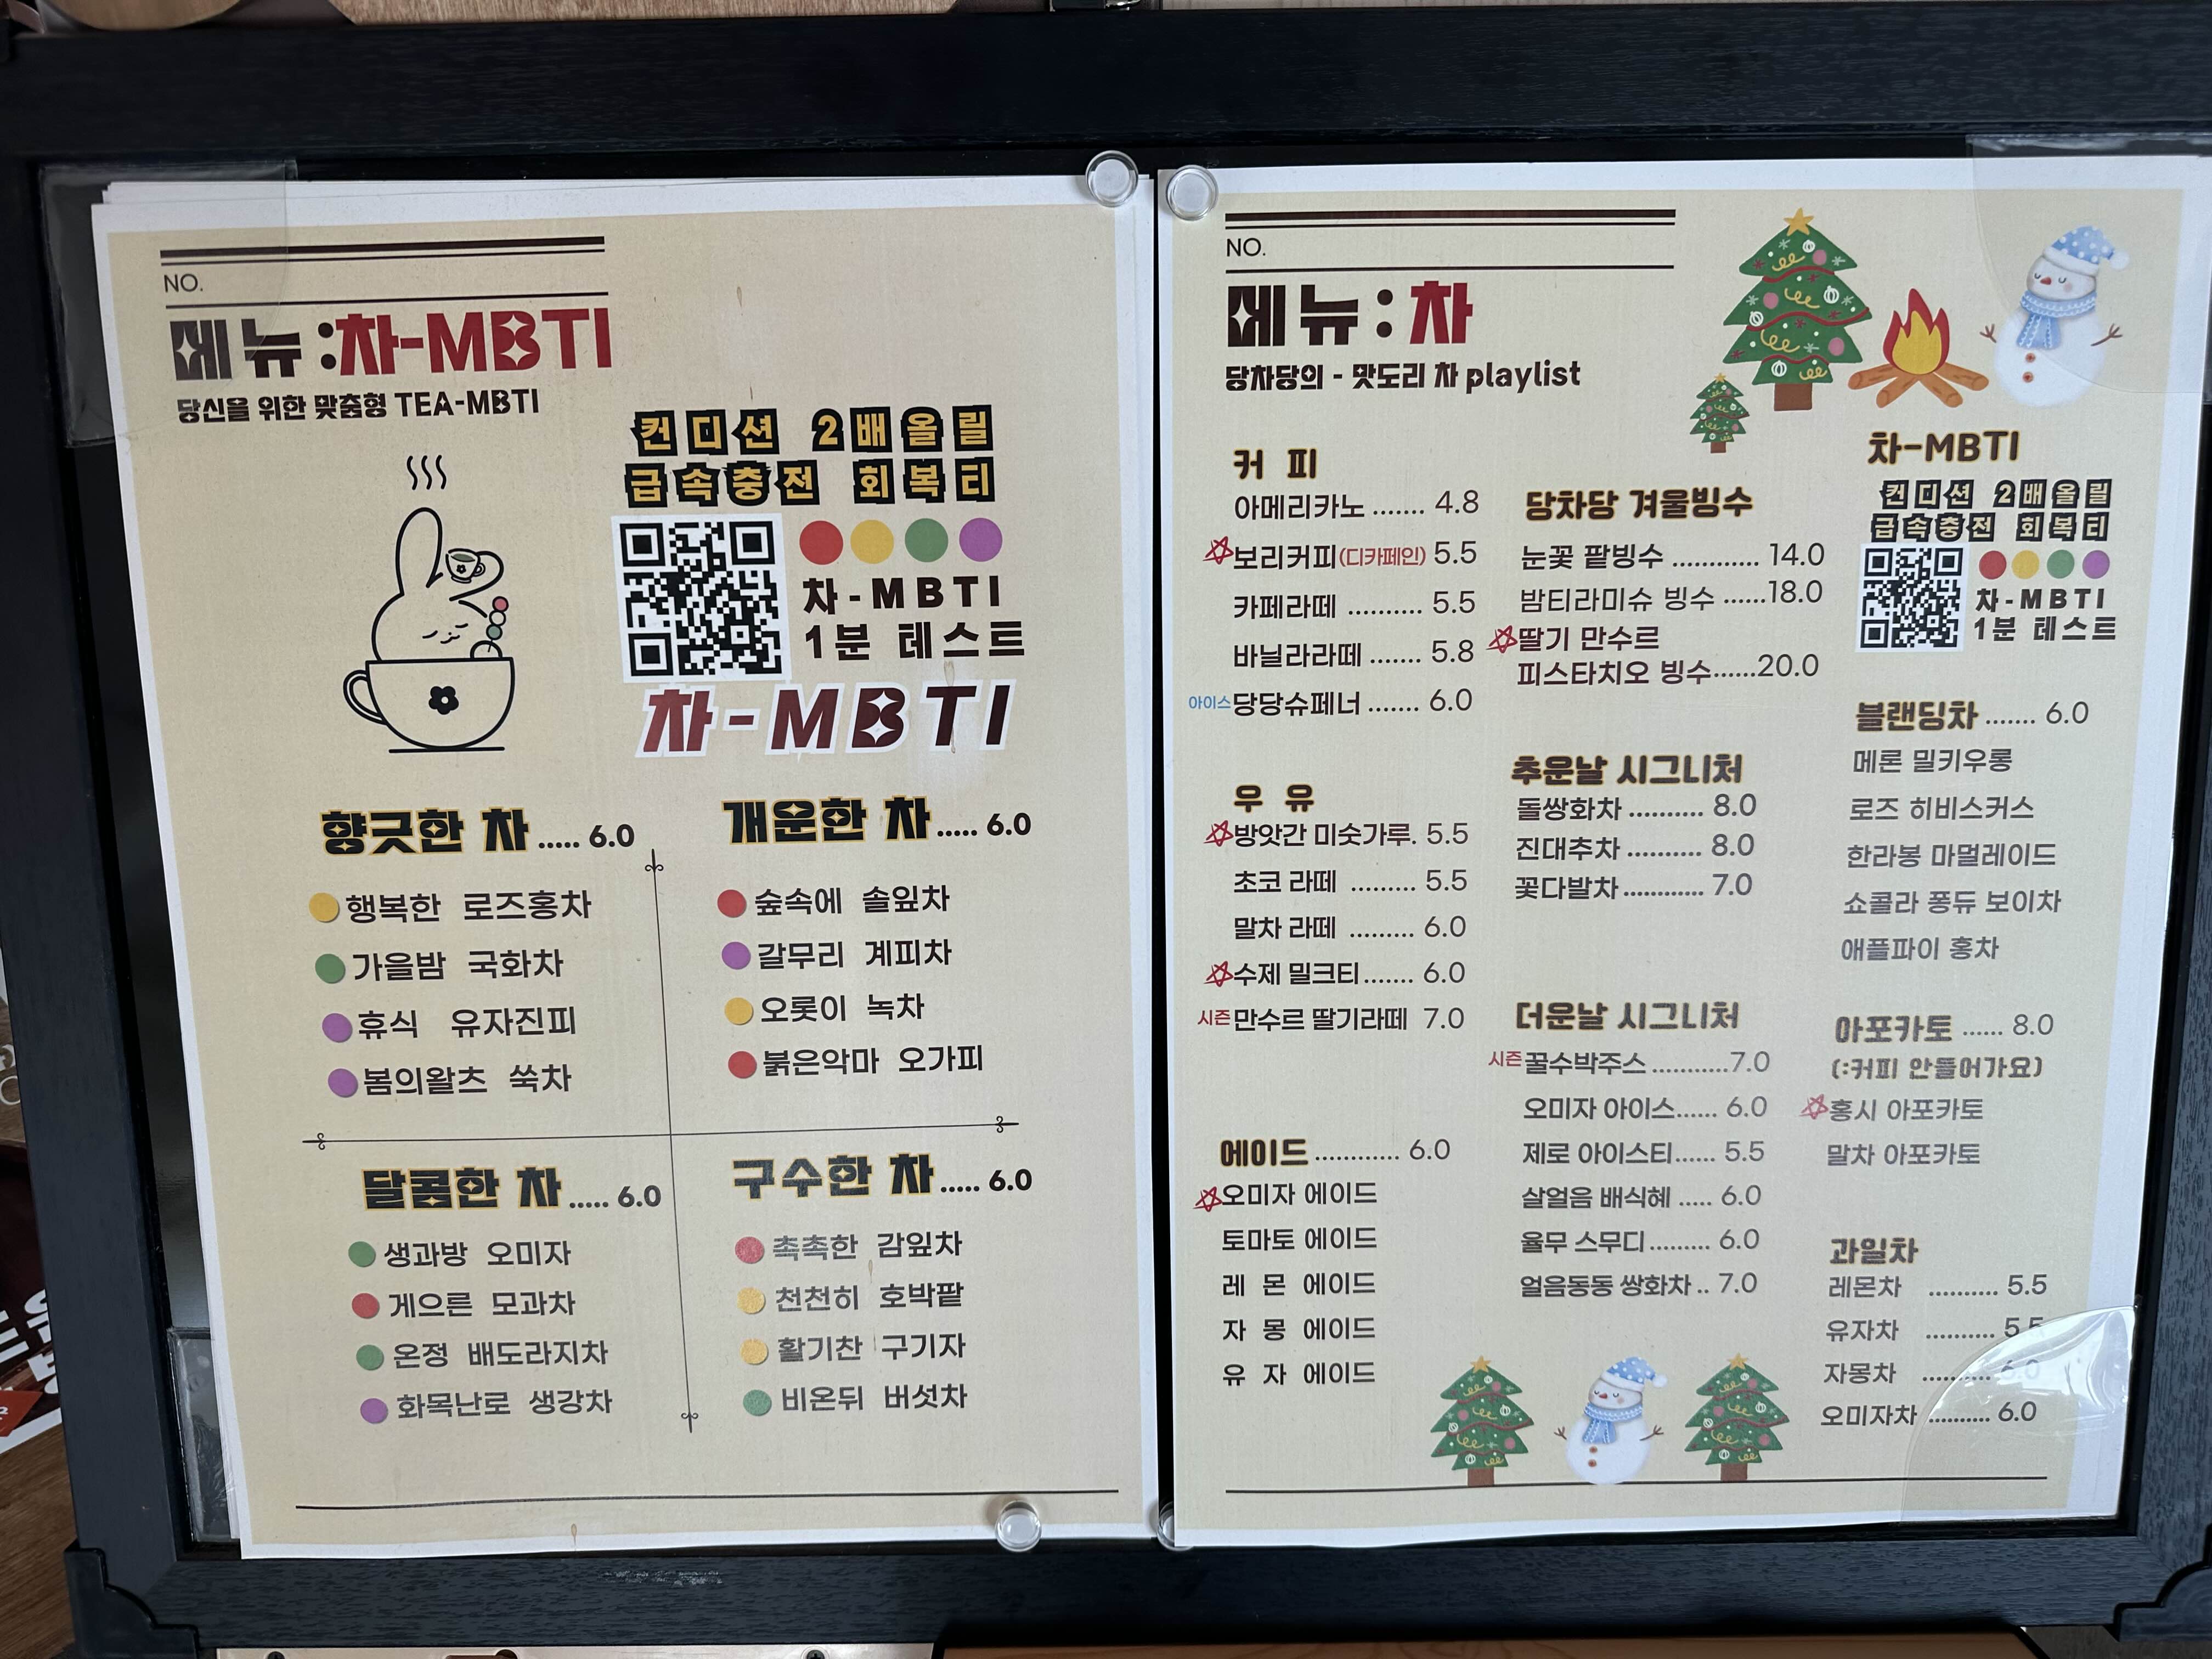 NO.
메뉴:차-MBTI
당신을 위한 맞춤형 TEA-MBTI
컨디션 2배올릴
급속충전 회복티
차-MBTI
1분 테스트
차-MBTI
향긋한 차 ..... 6.0
행복한 로즈홍차
가을밤 국화차
휴식 유자진피
봄의왈츠 쑥차
개운한 차 ..... 6.0
숲속에 솔잎차
갈무리 계피차
오롯이 녹차
붉은악마 오가피
달콤한 차 ..... 6.0
생과방 오미자
게으른 모과차
온정 배도라지차
화목난로 생강차
구수한 차 ..... 6.0
촉촉한 감잎차
천천히 호박팥
활기찬 구기자
비온뒤 버섯차
NO.
메뉴:차
당차당의 - 맛도리 차 playlist
커 피
아메리카노 ....... 4.8
보리커피(디카페인) 5.5
카페라떼 .......... 5.5
바닐라라떼 ....... 5.8
아이스 당당슈페너 ....... 6.0
우 유
방앗간 미숫가루. 5.5
초코 라떼 ......... 5.5
말차 라떼 ......... 6.0
수제 밀크티....... 6.0
시즌 만수르 딸기라떼 7.0
에이드 ............ 6.0
오미자 에이드
토마토 에이드
레 몬 에이드
자 몽 에이드
유 자 에이드
당차당 겨울빙수
눈꽃 팥빙수 ............ 14.0
밤티라미슈 빙수 ......18.0
딸기 만수르
피스타치오 빙수......20.0
추운날 시그니처
돌쌍화차 .......... 8.0
진대추차 .......... 8.0
꽃다발차............ 7.0
더운날 시그니처
시즌 꿀수박주스 ...........7.0
오미자 아이스...... 6.0
제로 아이스티...... 5.5
살얼음 배식혜 ..... 6.0
율무 스무디......... 6.0
얼음동동 쌍화차 .. 7.0
차-MBTI
컨디션 2배올릴
급속충전 회복티
차-MBTI
1분 테스트
블랜딩차 ....... 6.0
메론 밀키우롱
로즈 히비스커스
한라봉 마멀레이드
쇼콜라 퐁듀 보이차
애플파이 홍차
아포카토 ...... 8.0
(:커피 안들어가요)
홍시 아포카토
말차 아포카토
과일차
레몬차 .......... 5.5
유자차 .......... 5.5
자몽차 .......... 6.0
오미자차 ......... 6.0